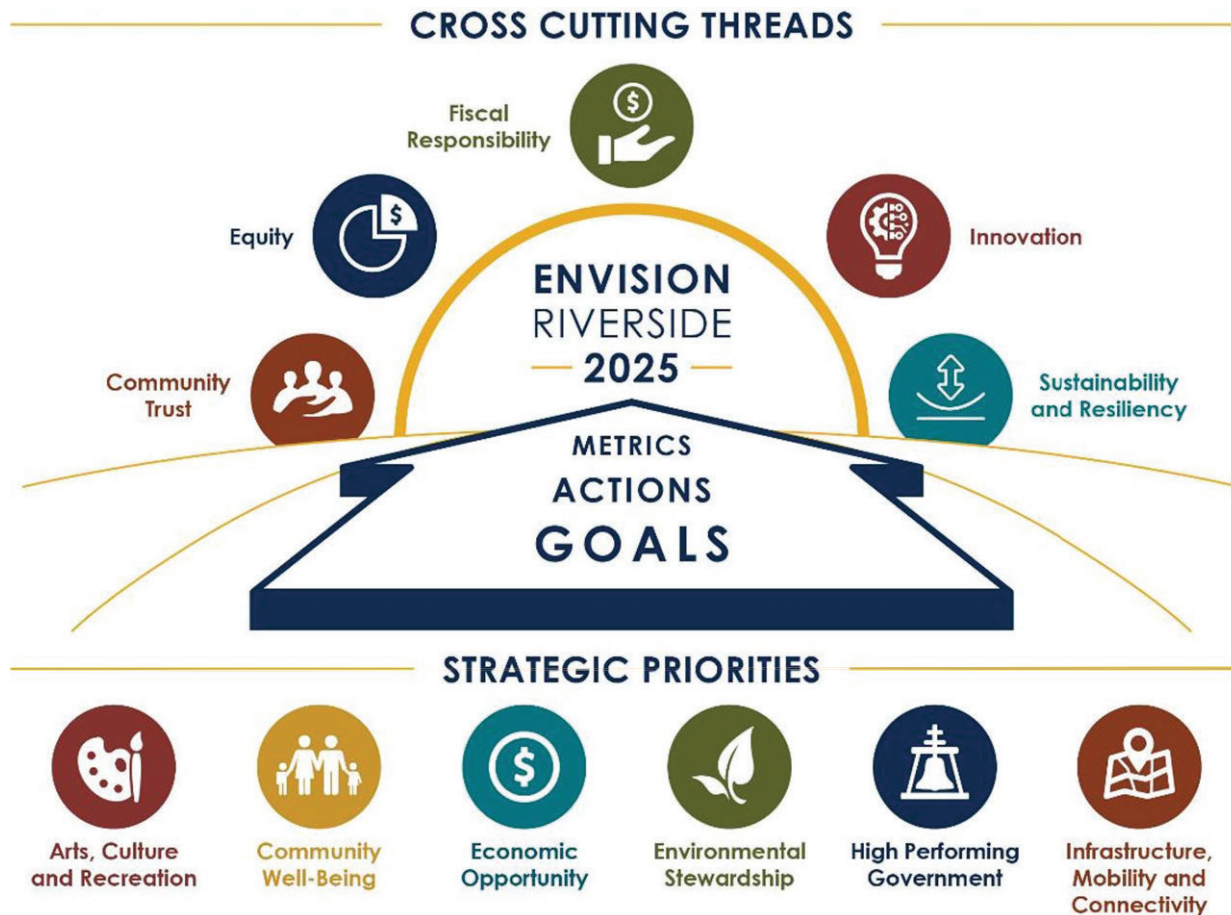 CROSS CUTTING THREADS
Fiscal
Responsibility
$
Equity
$
Innovation
ENVISION
RIVERSIDE
2025
Community
Trust
Sustainability
and Resiliency
METRICS
ACTIONS
GOALS
STRATEGIC PRIORITIES
$
Arts, Culture
and Recreation
Community
Well-Being
Economic
Opportunity
Environmental
Stewardship
High Performing
Government
Infrastructure,
Mobility and
Connectivity